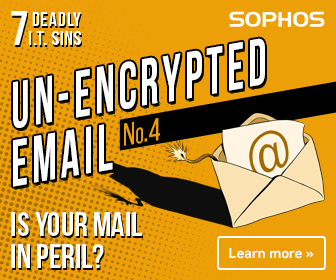 7 DEADLY
I.T. SINS
SOPHOS
UN-ENCRYPTED
EMAIL No.4
@
IS YOUR MAIL
IN PERIL?
Learn more »